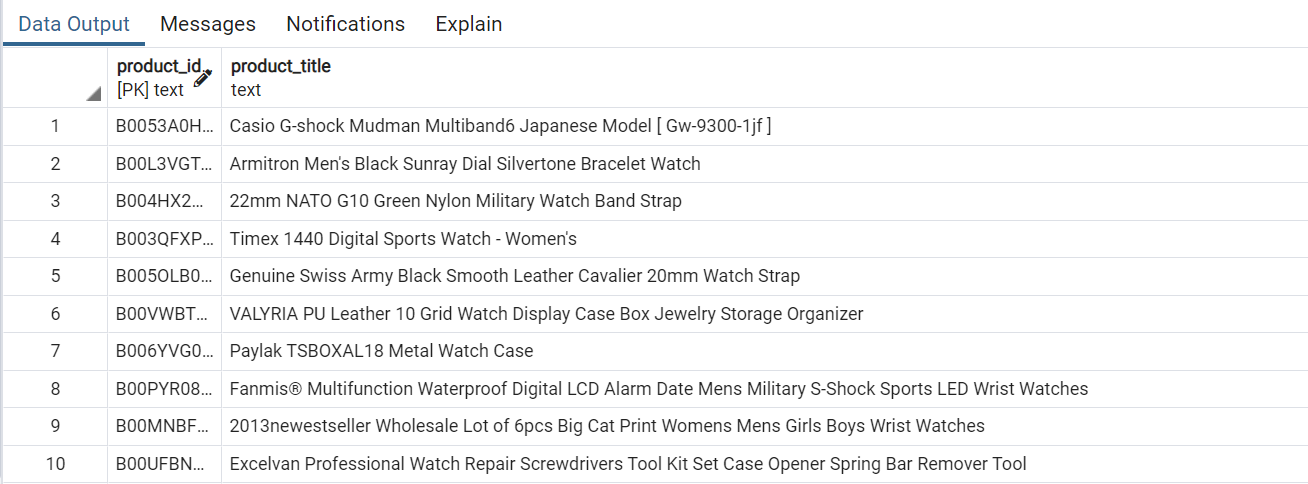 Data Output Messages Notifications Explain
product_id product_title
[PK] text text
1 B0053A0H... Casio G-shock Mudman Multiband6 Japanese Model [ Gw-9300-1jf ]
2 B00L3VGT... Armitron Men's Black Sunray Dial Silvertone Bracelet Watch
3 B004HX2... 22mm NATO G10 Green Nylon Military Watch Band Strap
4 B003QFXP... Timex 1440 Digital Sports Watch - Women's
5 B005OLB0... Genuine Swiss Army Black Smooth Leather Cavalier 20mm Watch Strap
6 B00VWBT... VALYRIA PU Leather 10 Grid Watch Display Case Box Jewelry Storage Organizer
7 B006YVG0... Paylak TSBOXAL18 Metal Watch Case
8 B00PYR08... Fanmis® Multifunction Waterproof Digital LCD Alarm Date Mens Military S-Shock Sports LED Wrist Watches
9 B00MNBF... 2013newestseller Wholesale Lot of 6pcs Big Cat Print Womens Mens Girls Boys Wrist Watches
10 B00UFBN... Excelvan Professional Watch Repair Screwdrivers Tool Kit Set Case Opener Spring Bar Remover Tool